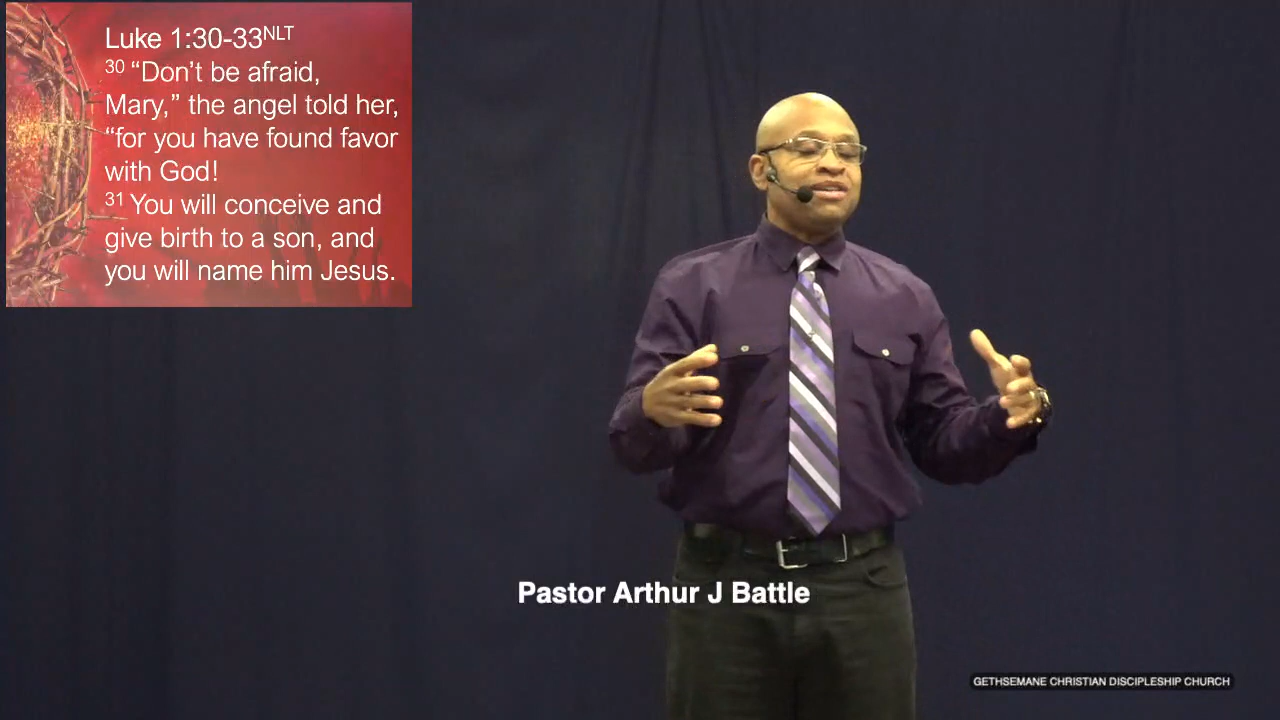 Luke 1:30-33NLT
30 “Don’t be afraid,
Mary,” the angel told her,
“for you have found favor
with God!
31 You will conceive and
give birth to a son, and
you will name him Jesus.
Pastor Arthur J Battle
GETHSEMANE CHRISTIAN DISCIPLESHIP CHURCH